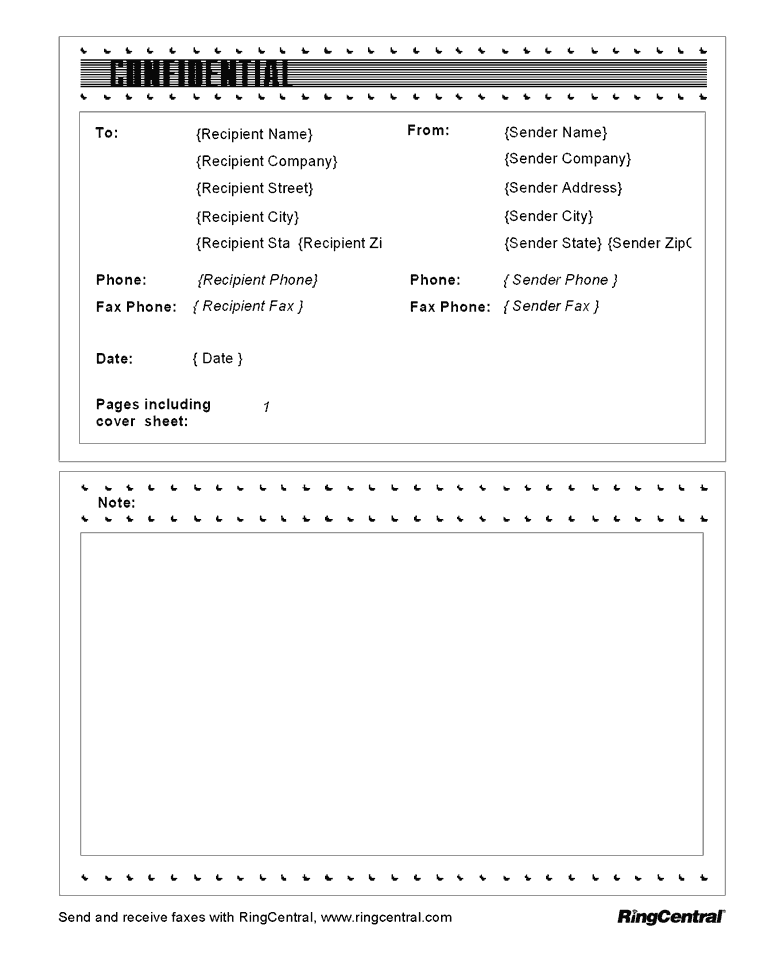 CONFIDENTIAL
To: {Recipient Name} From: {Sender Name}
{Recipient Company} {Sender Company}
{Recipient Street} {Sender Address}
{Recipient City} {Sender City}
{Recipient Sta {Recipient Zi {Sender State} {Sender Zip
Phone: {Recipient Phone} Phone: { Sender Phone }
Fax Phone: { Recipient Fax } Fax Phone: { Sender Fax }
Date: { Date }
Pages including 1
cover sheet:
Note:
Send and receive faxes with RingCentral, www.ringcentral.com RingCentral